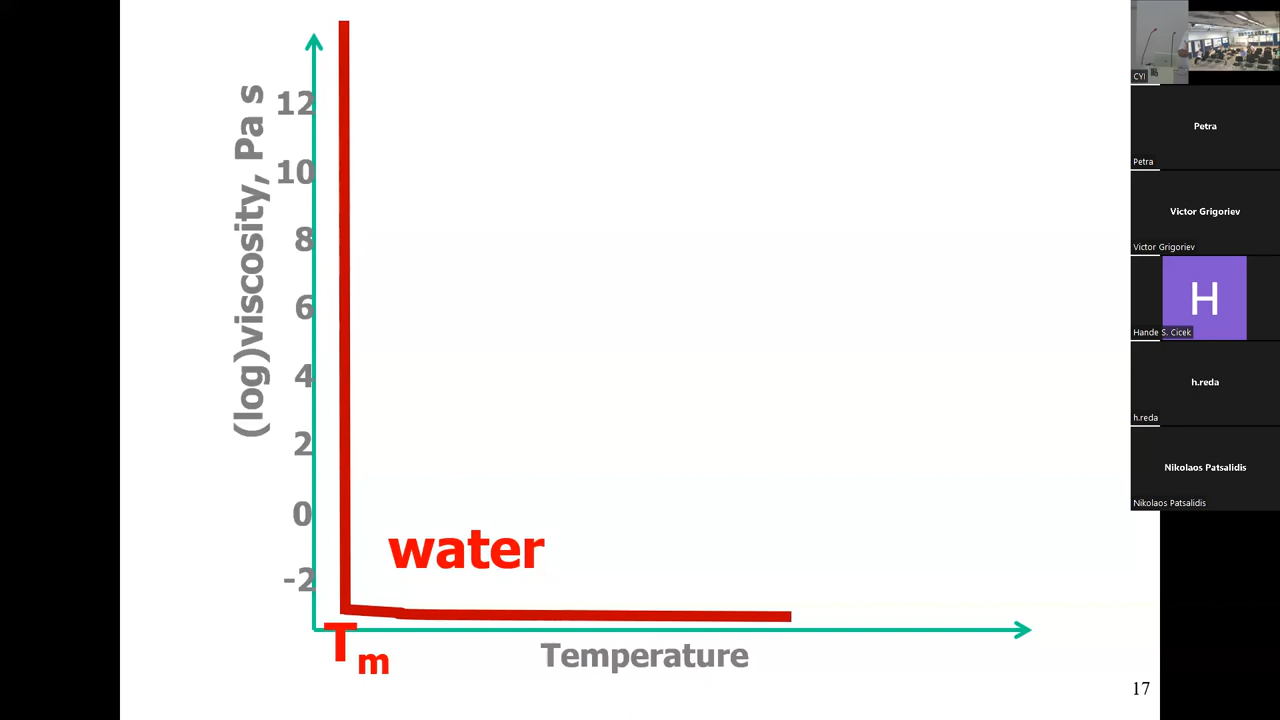 (log)viscosity, Pa s
12
10
8
6
4
2
0
-2
water
Tm
Temperature
17
CYI
Petra
Petra
Victor Grigoriev
Victor Grigoriev
H
Hande S. Cicek
h.reda
h.reda
Nikolaos Patsalidis
Nikolaos Patsalidis